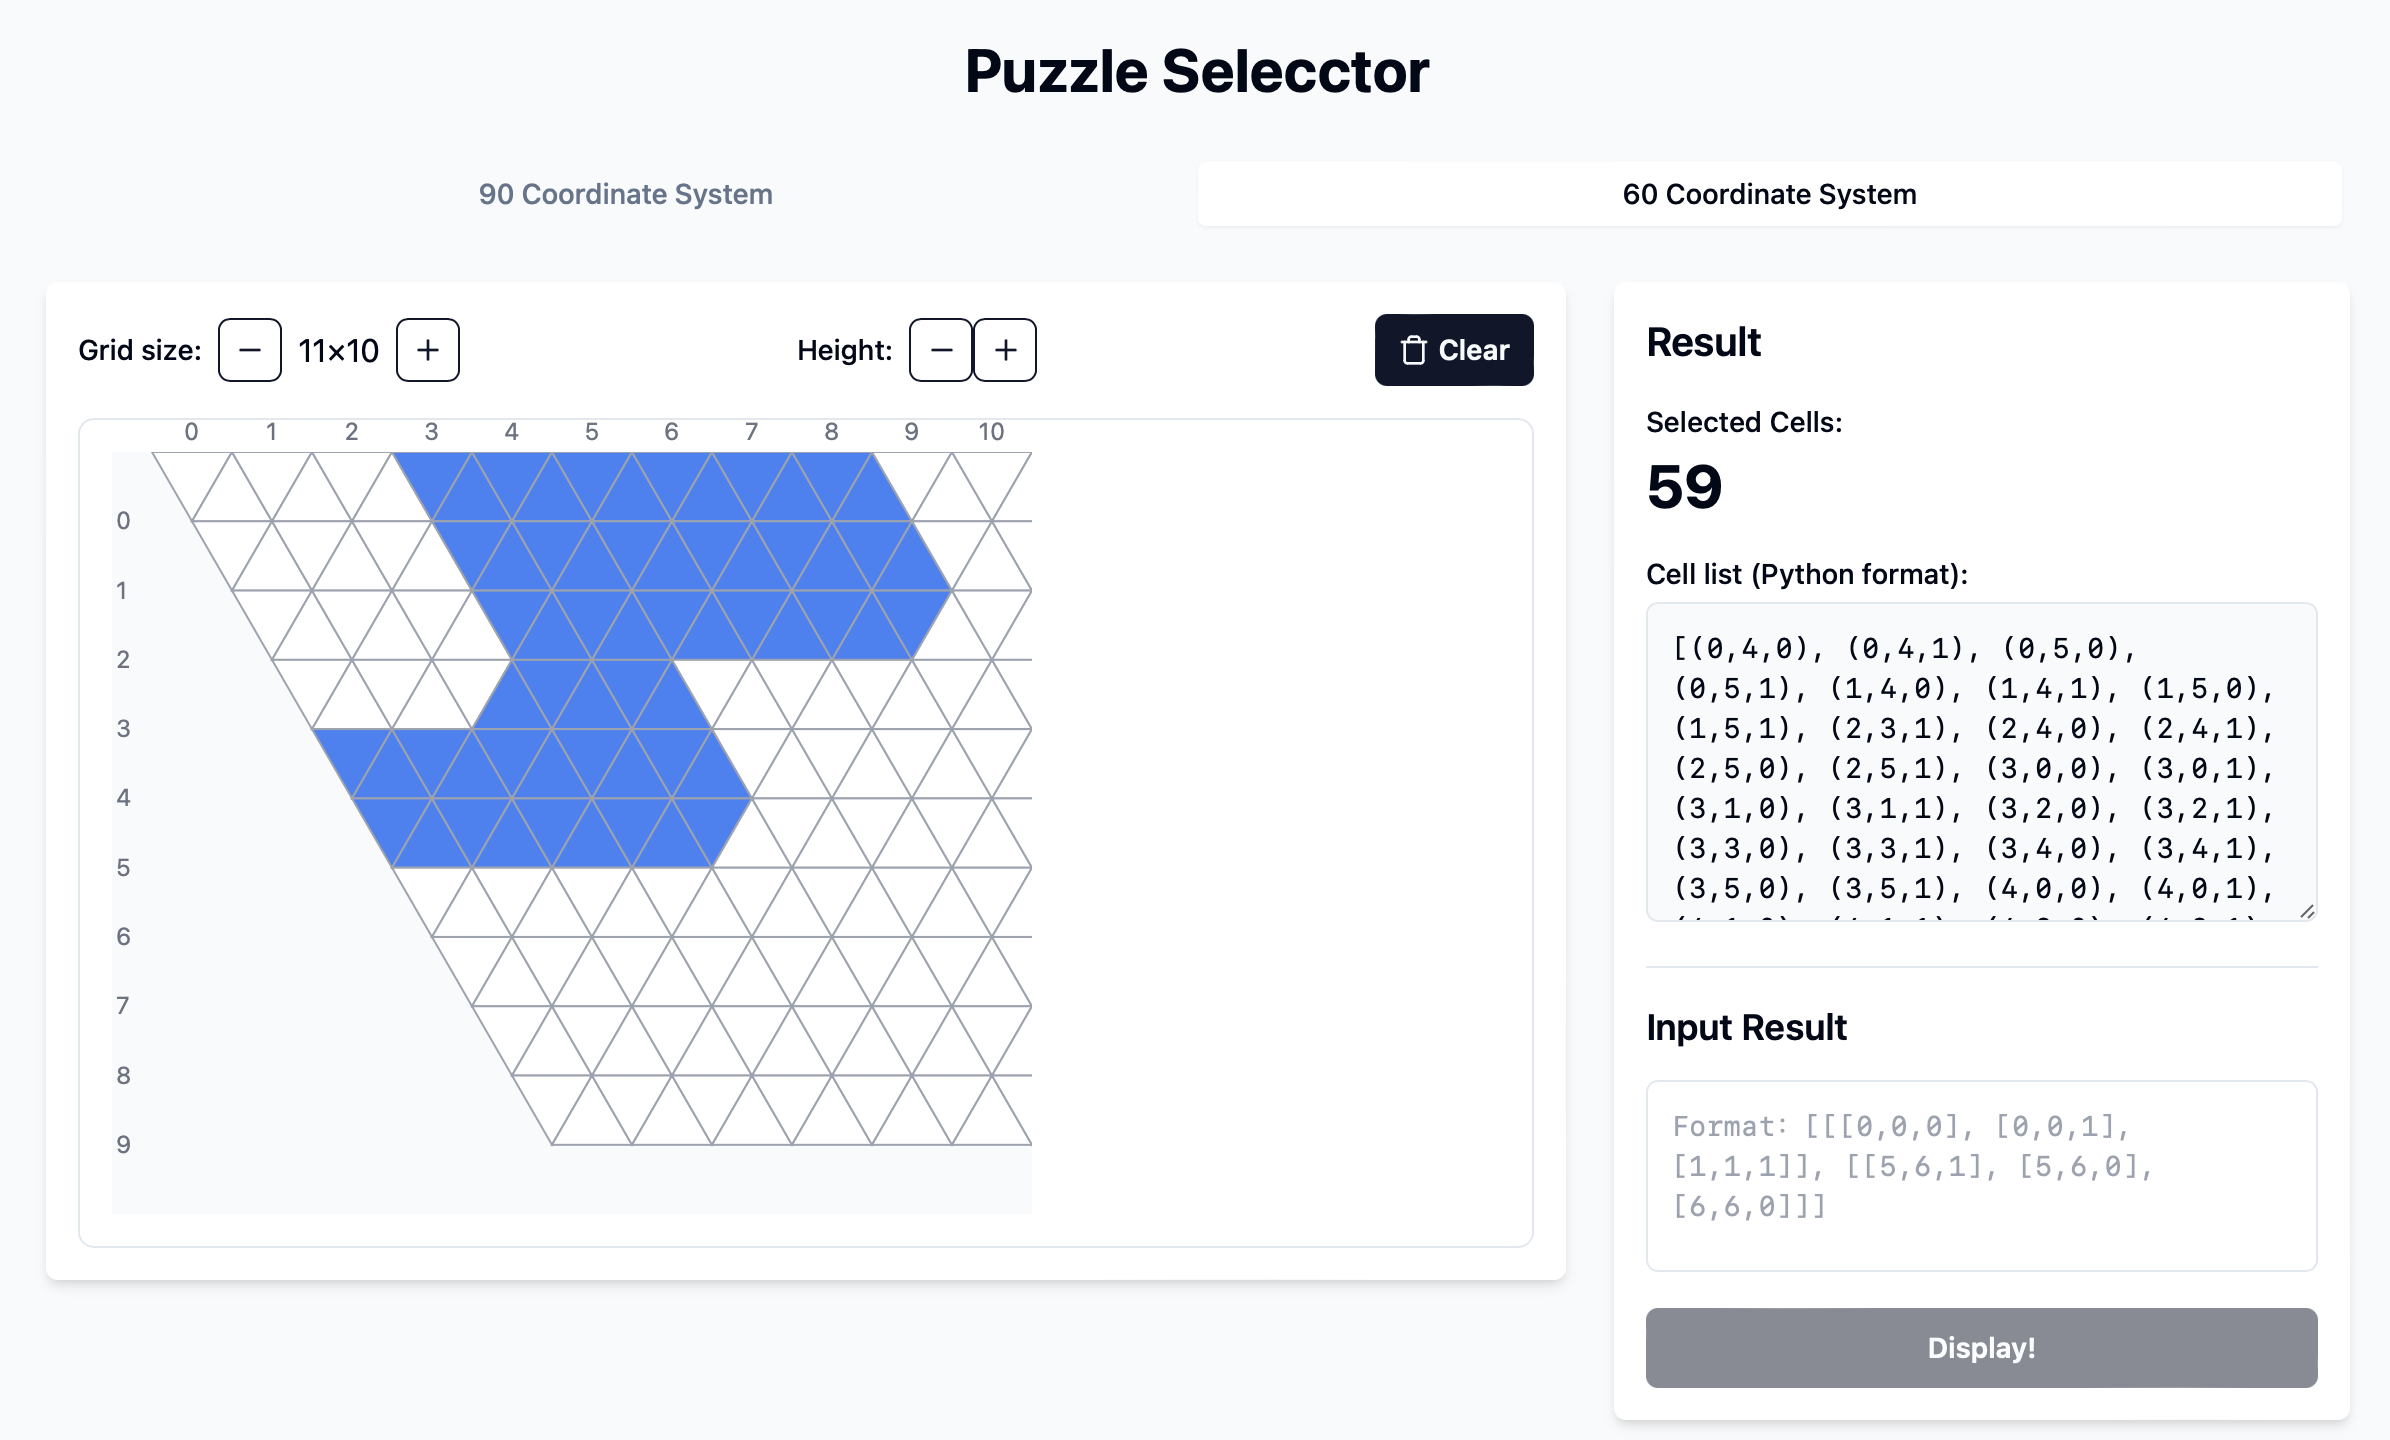 Puzzle Selecctor
90 Coordinate System
60 Coordinate System
Grid size:
11×10
Height:
Clear
0 1 2 3 4 5 6 7 8 9 10
0
1
2
3
4
5
6
7
8
9
Result
Selected Cells:
59
Cell list (Python format):
[(0,4,0), (0,4,1), (0,5,0),
(0,5,1), (1,4,0), (1,4,1), (1,5,0),
(1,5,1), (2,3,1), (2,4,0), (2,4,1),
(2,5,0), (2,5,1), (3,0,0), (3,0,1),
(3,1,0), (3,1,1), (3,2,0), (3,2,1),
(3,3,0), (3,3,1), (3,4,0), (3,4,1),
(3,5,0), (3,5,1), (4,0,0), (4,0,1),
Input Result
Format: [[[0,0,0], [0,0,1],
[1,1,1]], [[5,6,1], [5,6,0],
[6,6,0]]]
Display!